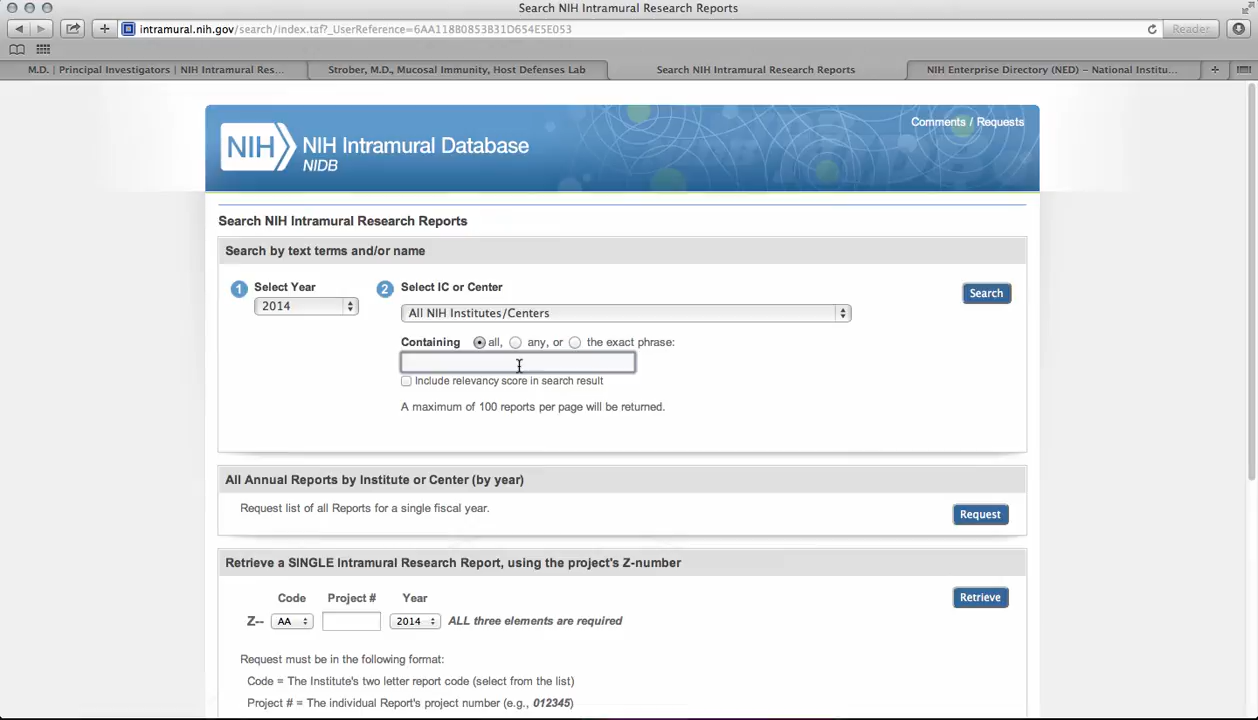 Search NIH Intramural Research Reports
intramural.nih.gov/search/index.taf?_UserReference=6AA11880853B31D654E5E053
Reader
M.D. | Principal Investigators | NIH Intramural Res...
Strober, M.D., Mucosal Immunity, Host Defenses Lab
Search NIH Intramural Research Reports
NIH Enterprise Directory (NED) – National Institu...
Comments / Requests
NIH
NIH Intramural Database
NIDB
Search NIH Intramural Research Reports
Search by text terms and/or name
1 Select Year
2014
2 Select IC or Center
All NIH Institutes/Centers
Search
Containing all, any, or the exact phrase:
Include relevancy score in search result
A maximum of 100 reports per page will be returned.
All Annual Reports by Institute or Center (by year)
Request list of all Reports for a single fiscal year.
Request
Retrieve a SINGLE Intramural Research Report, using the project's Z-number
Code Project # Year
Retrieve
Z-- AA 2014 ALL three elements are required
Request must be in the following format:
Code = The Institute's two letter report code (select from the list)
Project # = The individual Report's project number (e.g., 012345)